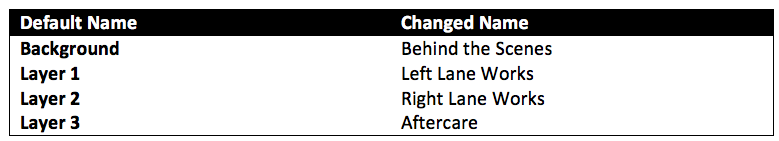 Default Name Changed Name
Background Behind the Scenes
Layer 1 Left Lane Works
Layer 2 Right Lane Works
Layer 3 Aftercare